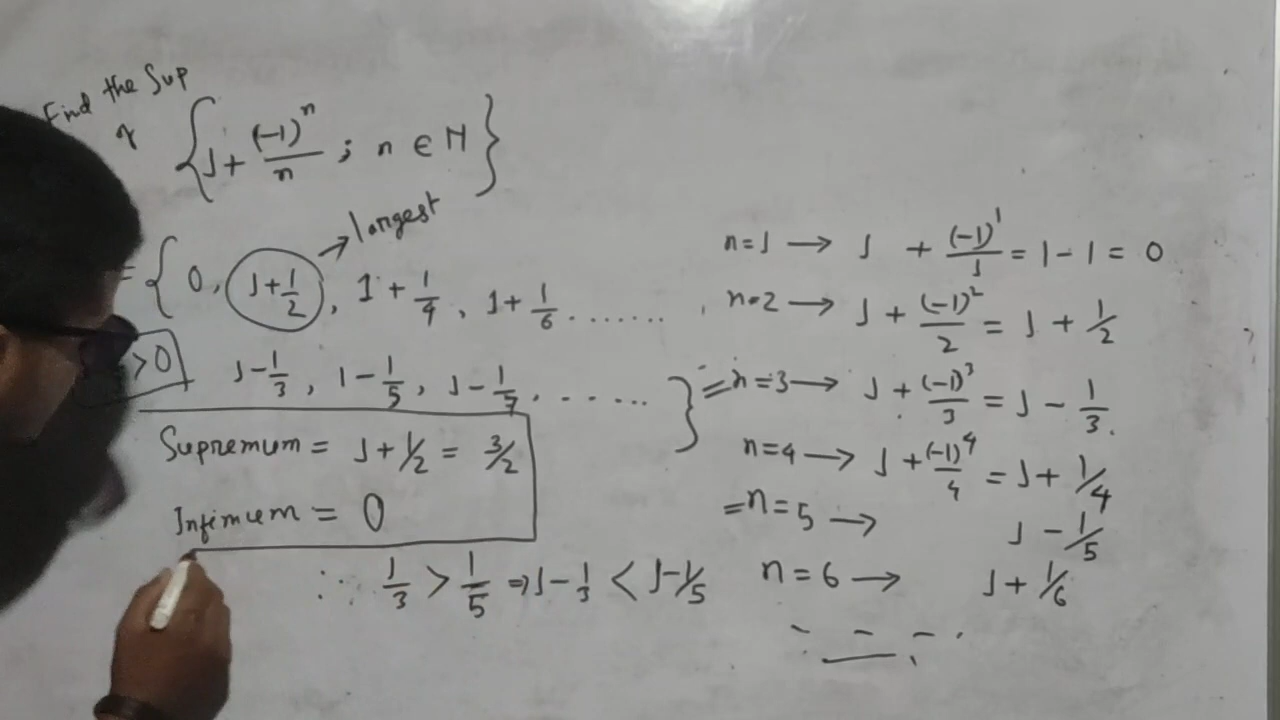 Find the Sup
of { 1 + (-1)^n/n ; n ∈ N }
= { 0, 1+1/2, 1+1/4, 1+1/6 .......
→ largest
>0
1-1/3, 1-1/5, 1-1/7, ...... }
Supremum = 1+1/2 = 3/2
Infimum = 0
∵ 1/3 > 1/5 ⇒ 1-1/3 < 1-1/5
n=1 → 1 + (-1)^1/1 = 1-1 = 0
n=2 → 1 + (-1)^2/2 = 1 + 1/2
= n=3 → 1 + (-1)^3/3 = 1 - 1/3.
n=4 → 1 + (-1)^4/4 = 1 + 1/4
= n=5 → 1 - 1/5
n=6 → 1 + 1/6